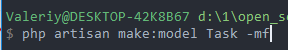 Valeriy@DESKTOP-42K8B67 d:\1\open_s
$ php artisan make:model Task -mf